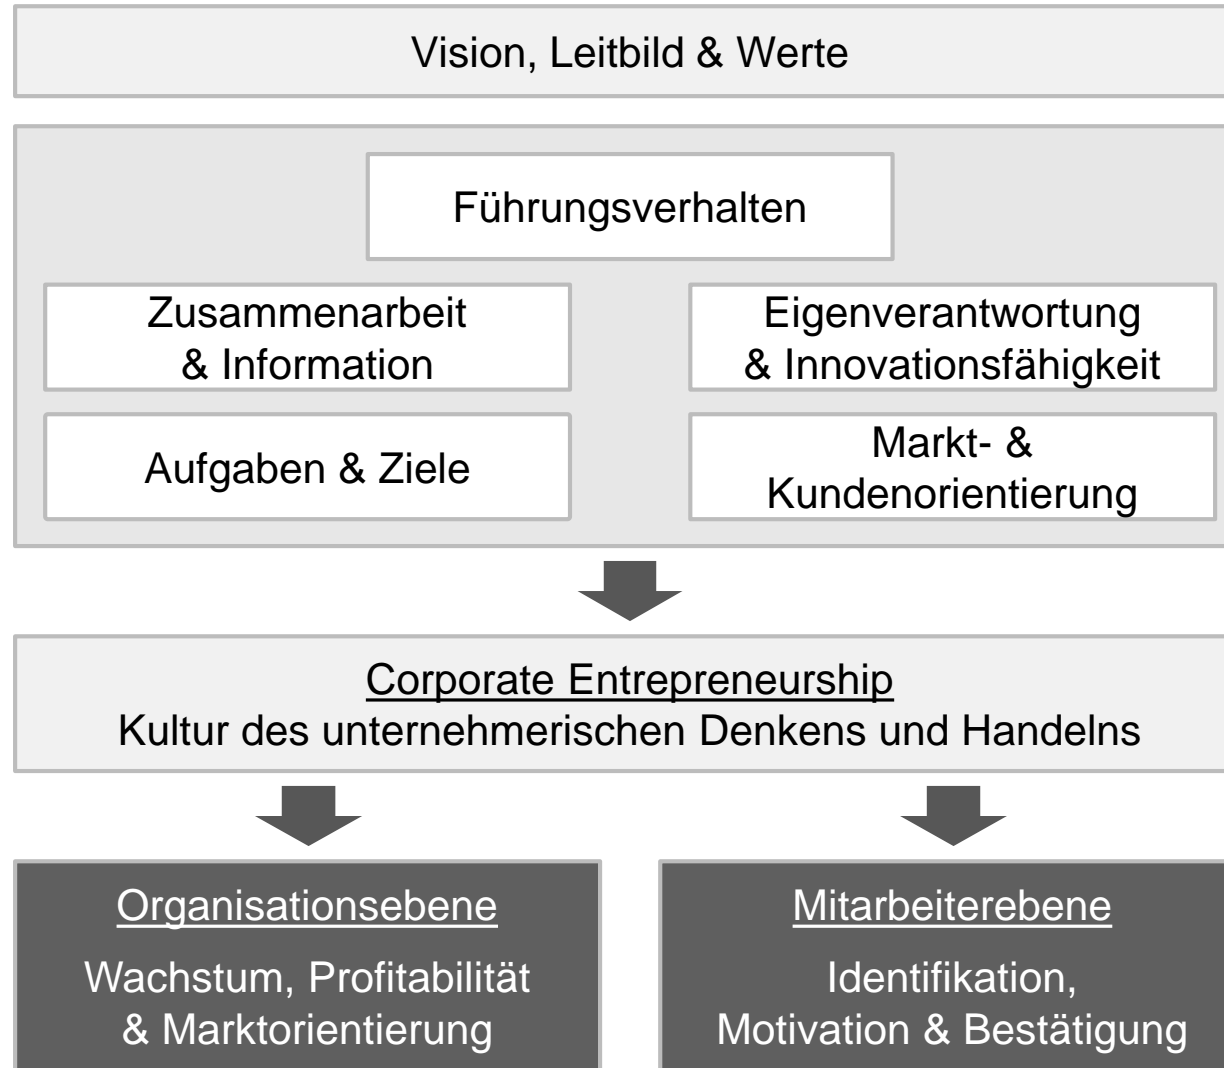 Vision, Leitbild & Werte
Führungsverhalten
Zusammenarbeit
& Information
Eigenverantwortung
& Innovationsfähigkeit
Aufgaben & Ziele
Markt- &
Kundenorientierung
Corporate Entrepreneurship
Kultur des unternehmerischen Denkens und Handelns
Organisationsebene
Wachstum, Profitabilität
& Marktorientierung
Mitarbeiterebene
Identifikation,
Motivation & Bestätigung